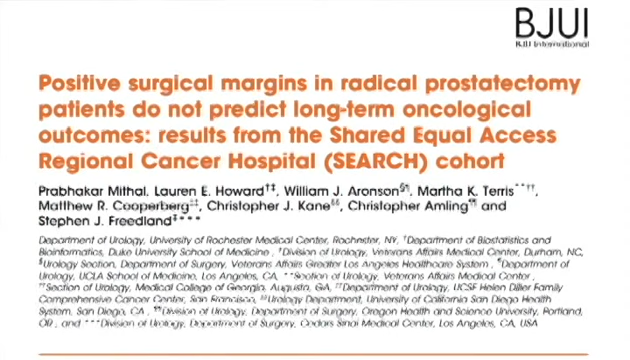 BJUI
BJU International
Positive surgical margins in radical prostatectomy
patients do not predict long-term oncological
outcomes: results from the Shared Equal Access
Regional Cancer Hospital (SEARCH) cohort
Prabhakar Mithal, Lauren E. Howard†‡, William J. Aronson§¶, Martha K. Terris**††,
Matthew R. Cooperberg‡‡, Christopher J. Kane§§, Christopher Amling¶¶ and
Stephen J. Freedland‡***
Department of Urology, University of Rochester Medical Center, Rochester, NY, †Department of Biostatistics and
Bioinformatics, Duke University School of Medicine, ‡Division of Urology, Veterans Affairs Medical Center, Durham, NC,
§Urology Section, Department of Surgery, Veterans Affairs Greater Los Angeles Healthcare System, ¶Department of
Urology, UCLA School of Medicine, Los Angeles, CA, **Section of Urology, Veterans Affairs Medical Center,
††Section of Urology, Medical College of Georgia, Augusta, GA, ‡‡Department of Urology, UCSF Helen Diller Family
Comprehensive Cancer Center, San Francisco, §§Urology Department, University of California San Diego Health
System, San Diego, CA, ¶¶Division of Urology, Department of Surgery, Oregon Health and Science University, Portland,
OR, and ***Division of Urology, Department of Surgery, Cedars Sinai Medical Center, Los Angeles, CA, USA